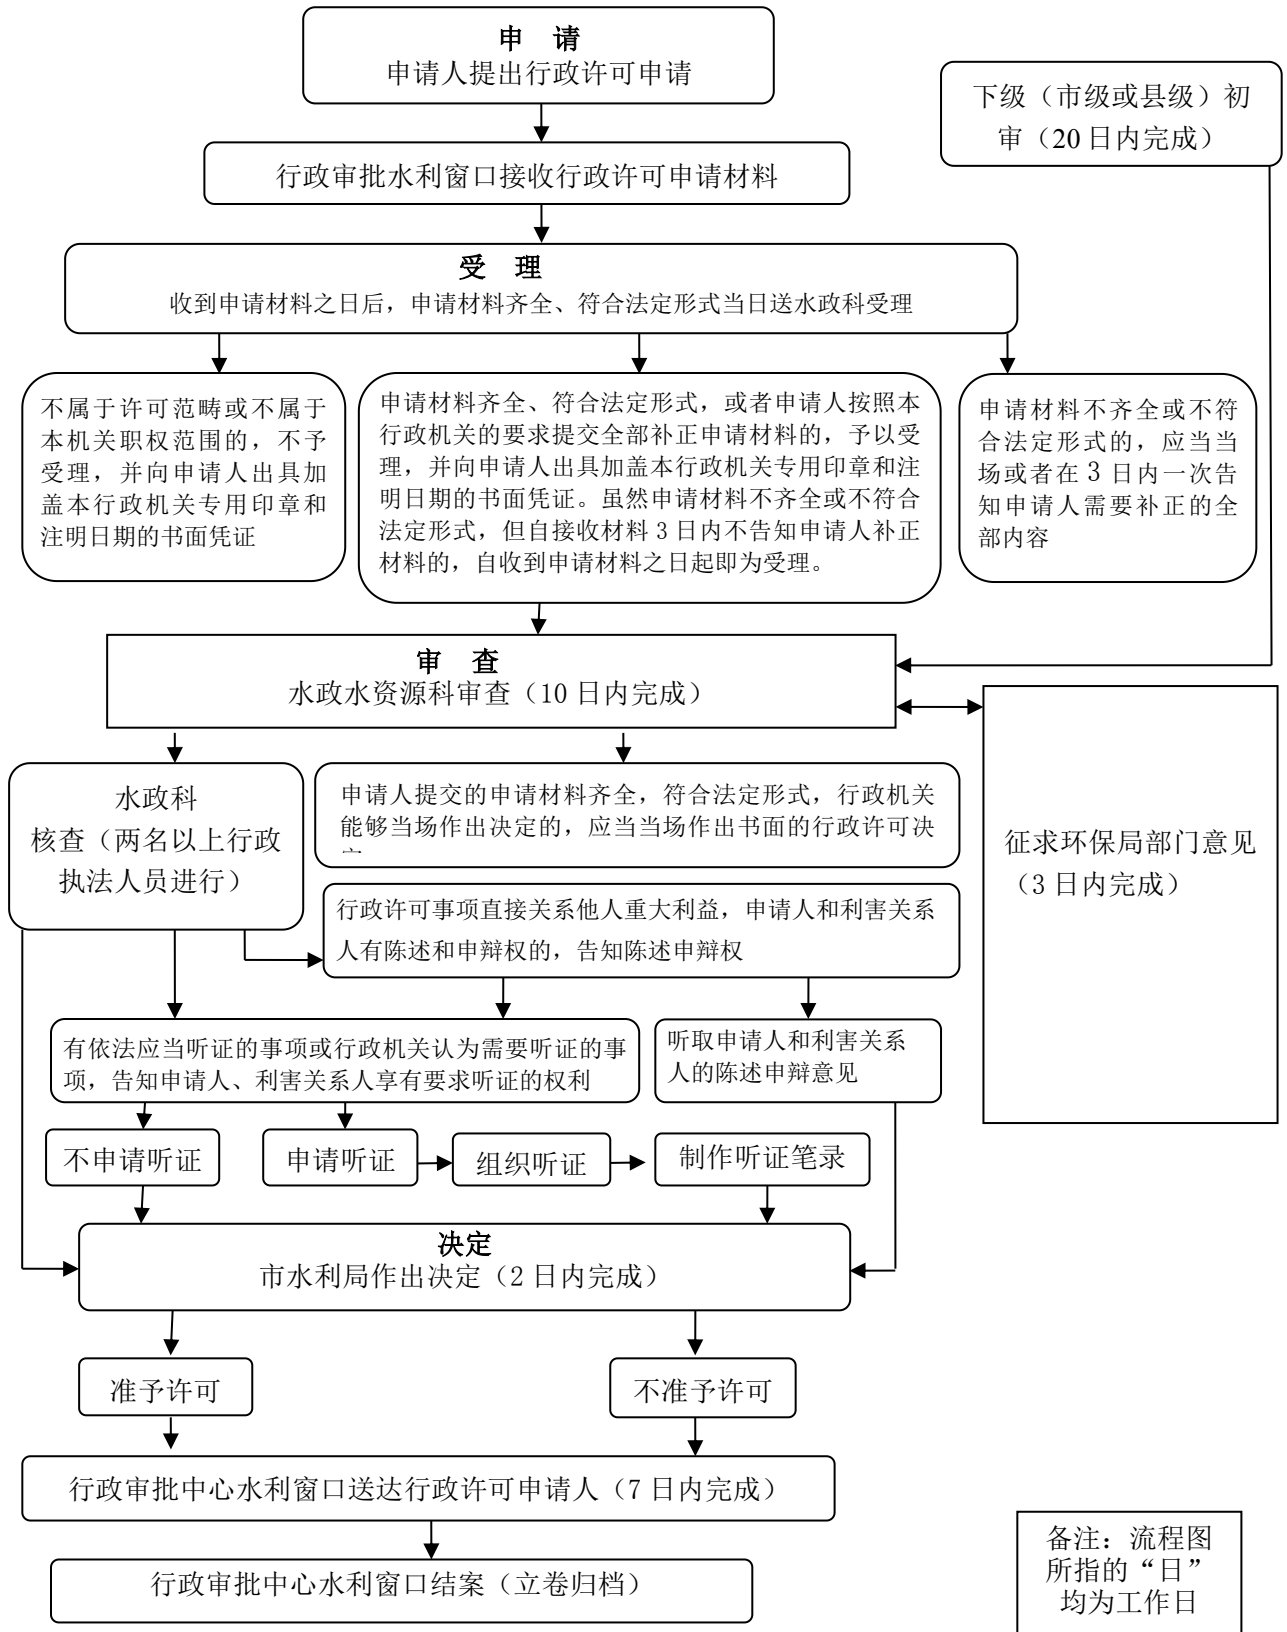 申 请
申请人提出行政许可申请
下级（市级或县级）初
审（20日内完成）
行政审批水利窗口接收行政许可申请材料
受 理
收到申请材料之日后，申请材料齐全、符合法定形式当日送水政科受理
不属于许可范畴或不属于
本机关职权范围的，不予
受理，并向申请人出具加
盖本行政机关专用印章和
注明日期的书面凭证
申请材料齐全、符合法定形式，或者申请人按照本
行政机关的要求提交全部补正申请材料的，予以受
理，并向申请人出具加盖本行政机关专用印章和注
明日期的书面凭证。虽然申请材料不齐全或不符合
法定形式，但自接收材料3日内不告知申请人补正
材料的，自收到申请材料之日起即为受理。
申请材料不齐全或不符
合法定形式的，应当当
场或者在3日内一次告
知申请人需要补正的全
部内容
审 查
水政水资源科审查（10日内完成）
水政科
核查（两名以上行政
执法人员进行）
申请人提交的申请材料齐全，符合法定形式，行政机关
能够当场作出决定的，应当当场作出书面的行政许可决
征求环保局部门意见
（3日内完成）
行政许可事项直接关系他人重大利益，申请人和利害关系
人有陈述和申辩权的，告知陈述申辩权
有依法应当听证的事项或行政机关认为需要听证的事
项，告知申请人、利害关系人享有要求听证的权利
听取申请人和利害关系
人的陈述申辩意见
不申请听证
申请听证
组织听证
制作听证笔录
决定
市水利局作出决定（2日内完成）
准予许可
不准予许可
行政审批中心水利窗口送达行政许可申请人（7日内完成）
行政审批中心水利窗口结案（立卷归档）
备注：流程图
所指的“日”
均为工作日